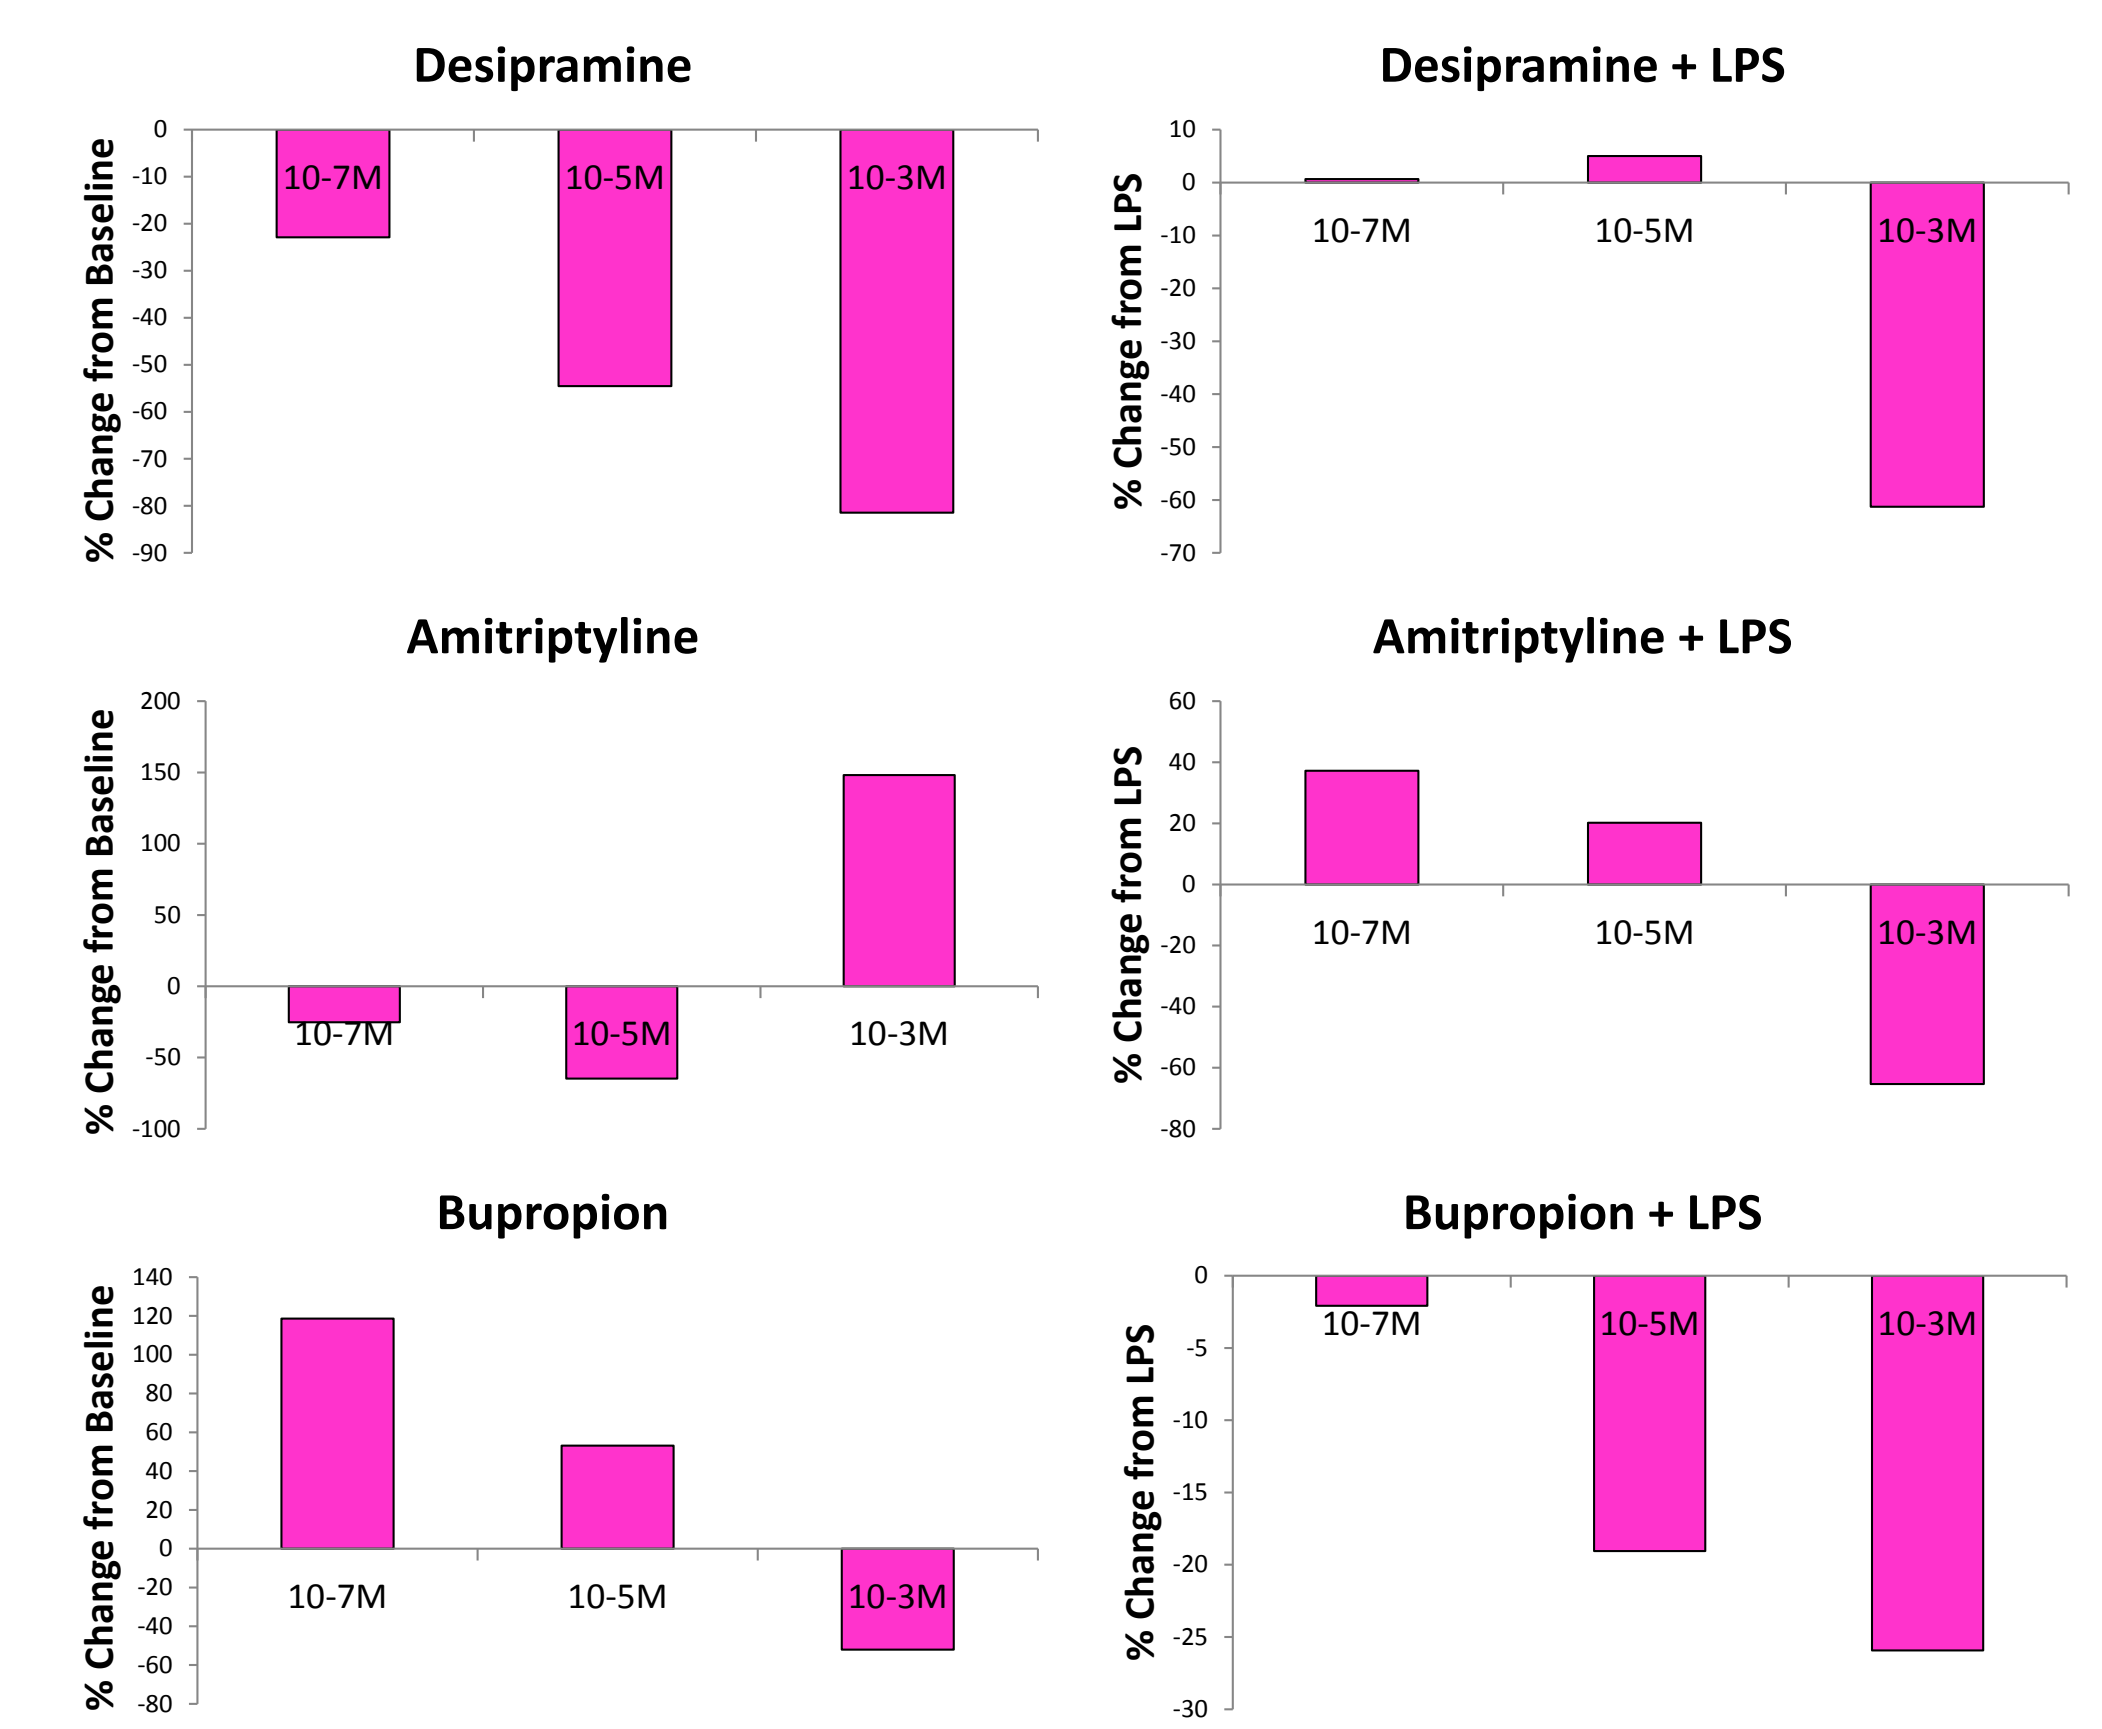 Desipramine
% Change from Baseline
0
-10
-20
-30
-40
-50
-60
-70
-80
-90
10-7M
10-5M
10-3M
Desipramine + LPS
% Change from LPS
10
0
-10
-20
-30
-40
-50
-60
-70
10-7M
10-5M
10-3M
Amitriptyline
% Change from Baseline
200
150
100
50
0
-50
-100
10-7M
10-5M
10-3M
Amitriptyline + LPS
% Change from LPS
60
40
20
0
-20
-40
-60
-80
10-7M
10-5M
10-3M
Bupropion
% Change from Baseline
140
120
100
80
60
40
20
0
-20
-40
-60
-80
10-7M
10-5M
10-3M
Bupropion + LPS
% Change from LPS
0
-5
-10
-15
-20
-25
-30
10-7M
10-5M
10-3M